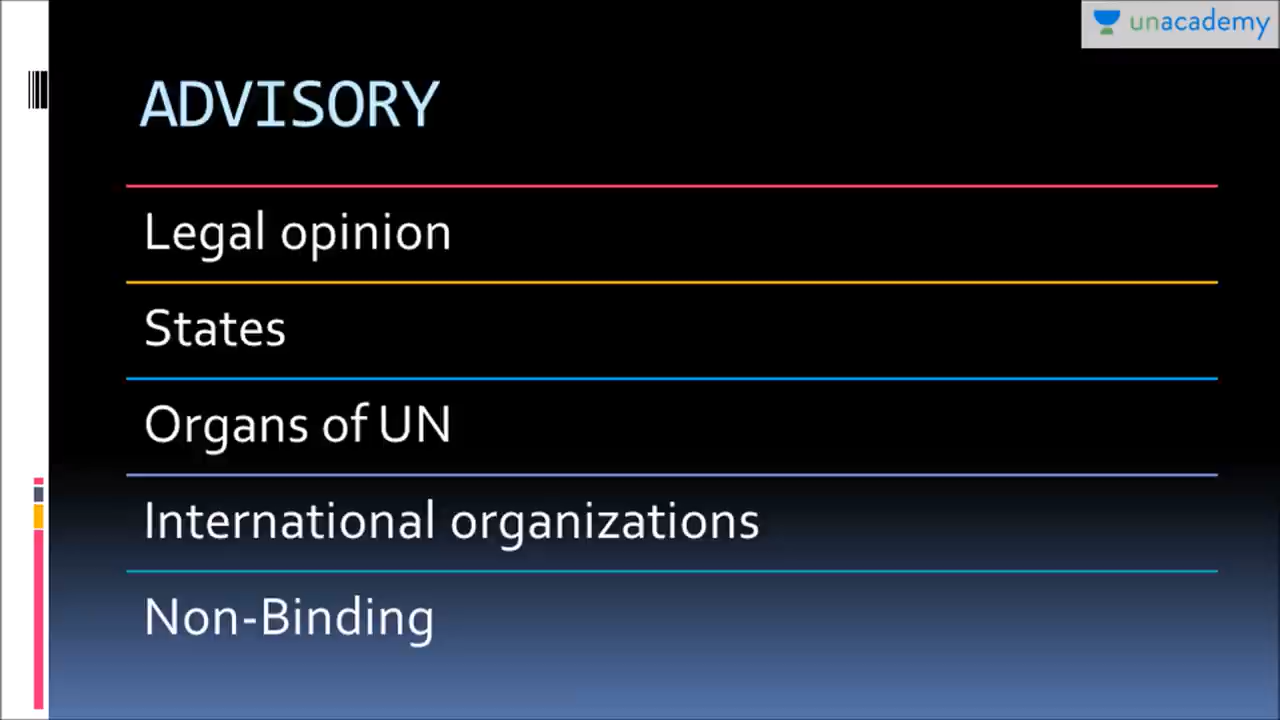 unacademy
ADVISORY
Legal opinion
States
Organs of UN
International organizations
Non-Binding